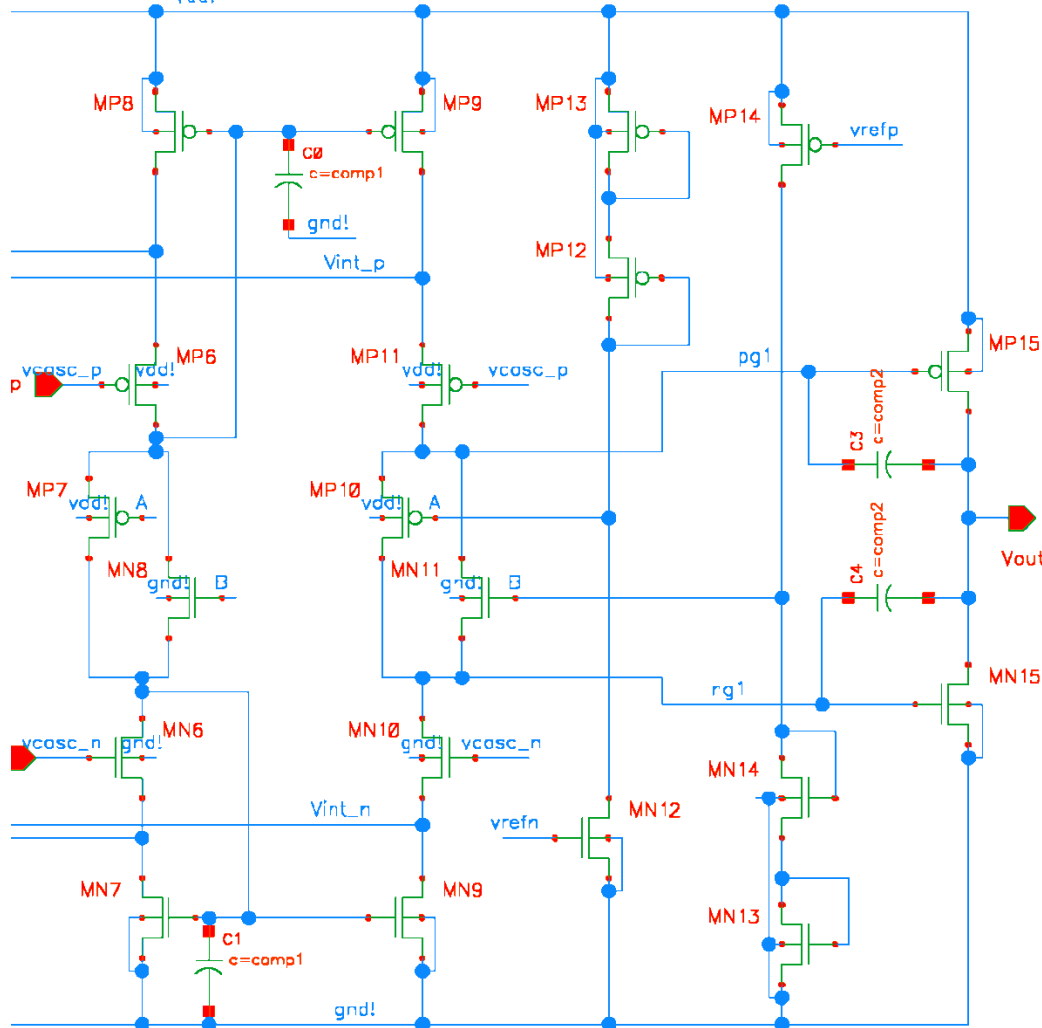 MP8
MP9
MP13
MP14
vrefp
C0
c=comp1
gnd!
Vint_p
MP12
MP6
MP11
pg1
MP15
vcasc_p
vdd!
vdd!
vcasc_p
p
C3
c=comp2
MP7
vdd!
A
MP10
vdd!
A
MN8
gnd!
B
MN11
gnd!
B
C4
c=comp2
Vout
rg1
MN15
MN6
MN10
vcasc_n
gnd!
gnd!
vcasc_n
MN14
Vint_n
vrefn
MN12
MN7
MN9
MN13
C1
c=comp1
gnd!